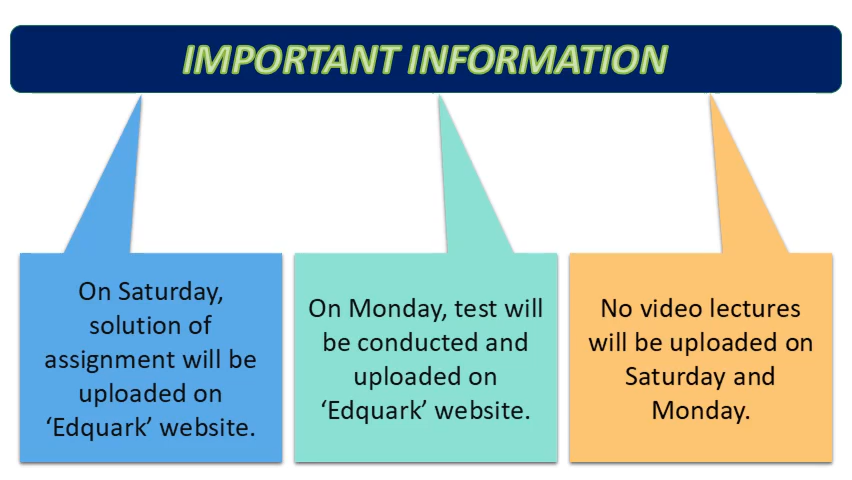 IMPORTANT INFORMATION
On Saturday,
solution of
assignment will be
uploaded on
‘Edquark’ website.
On Monday, test will
be conducted and
uploaded on
‘Edquark’ website.
No video lectures
will be uploaded on
Saturday and
Monday.